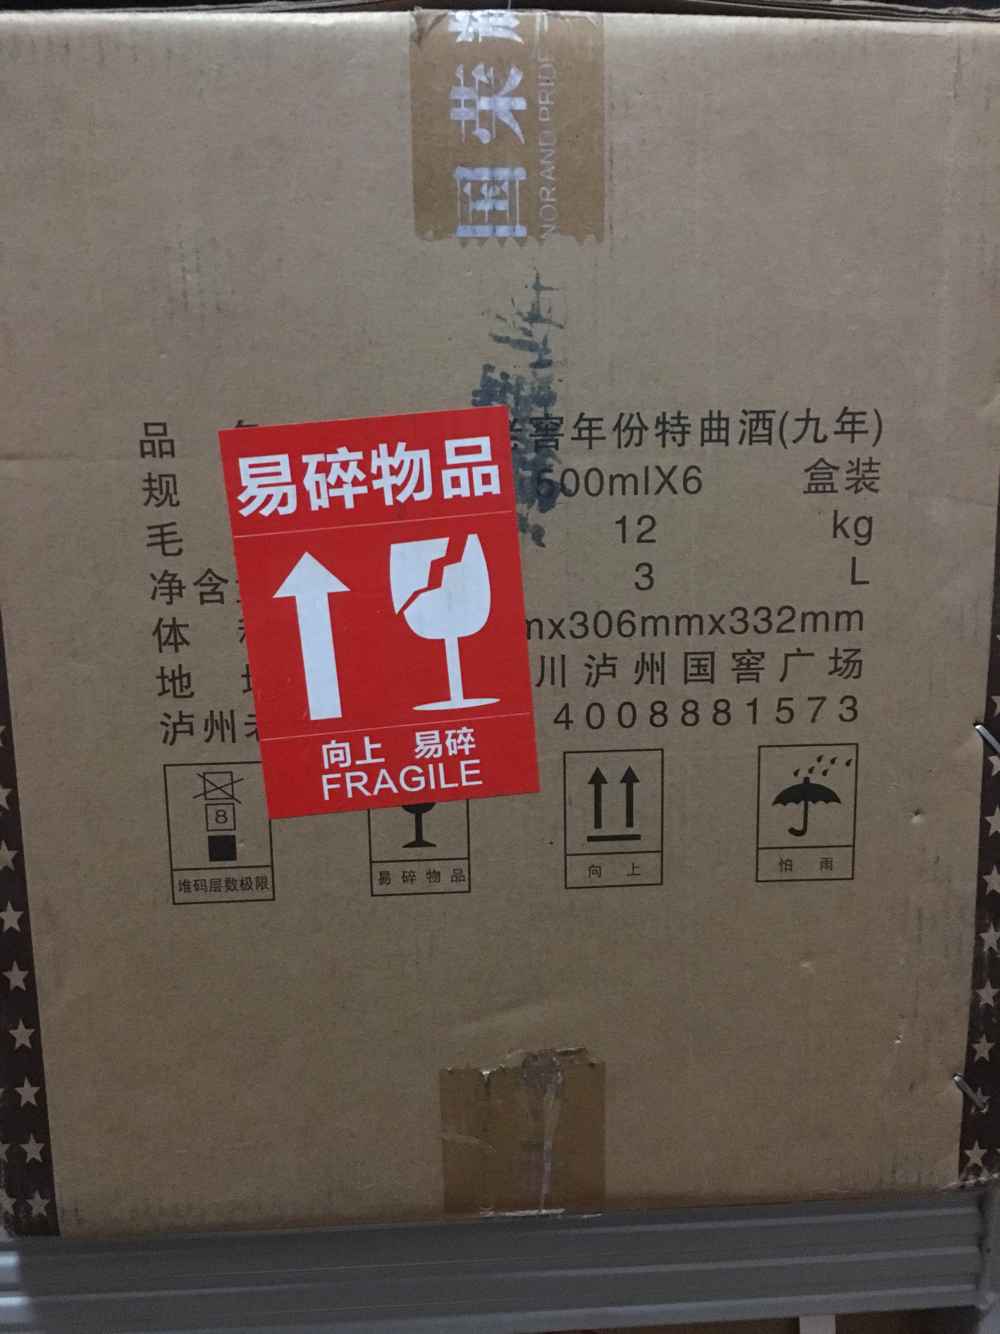 国荣
NOR AND PRIDE
品 窖年份特曲酒(九年)
规 500mlX6 盒装
毛 12 kg
净含 3 L
体 mx306mmx332mm
地 川泸州国窖广场
泸州 4008881573
易碎物品
向上 易碎
FRAGILE
8
堆码层数极限
易碎物品
向上
怕雨